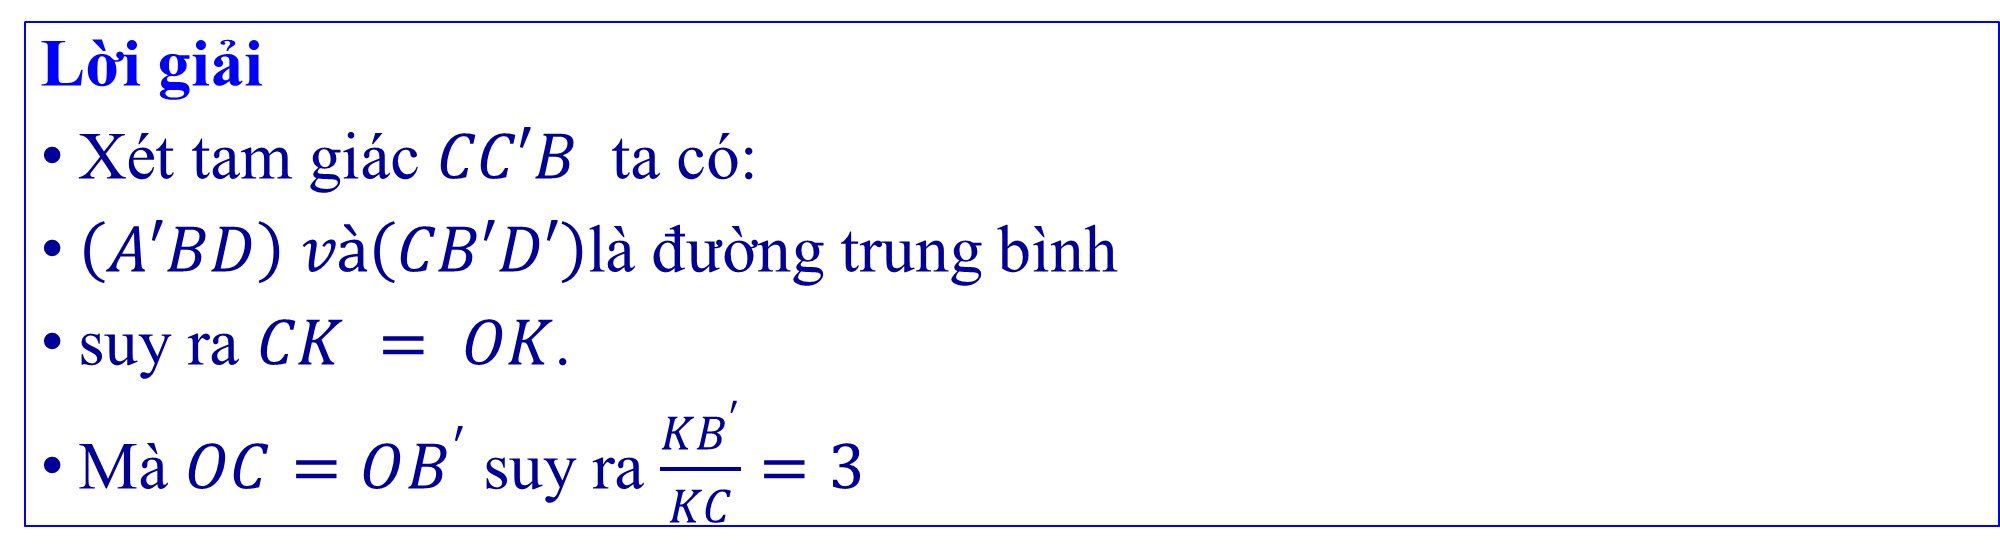 Lời giải
• Xét tam giác CC'B ta có:
• (A'BD) và(CB'D')là đường trung bình
• suy ra CK = OK.
• Mà OC = OB' suy ra KB'/KC = 3